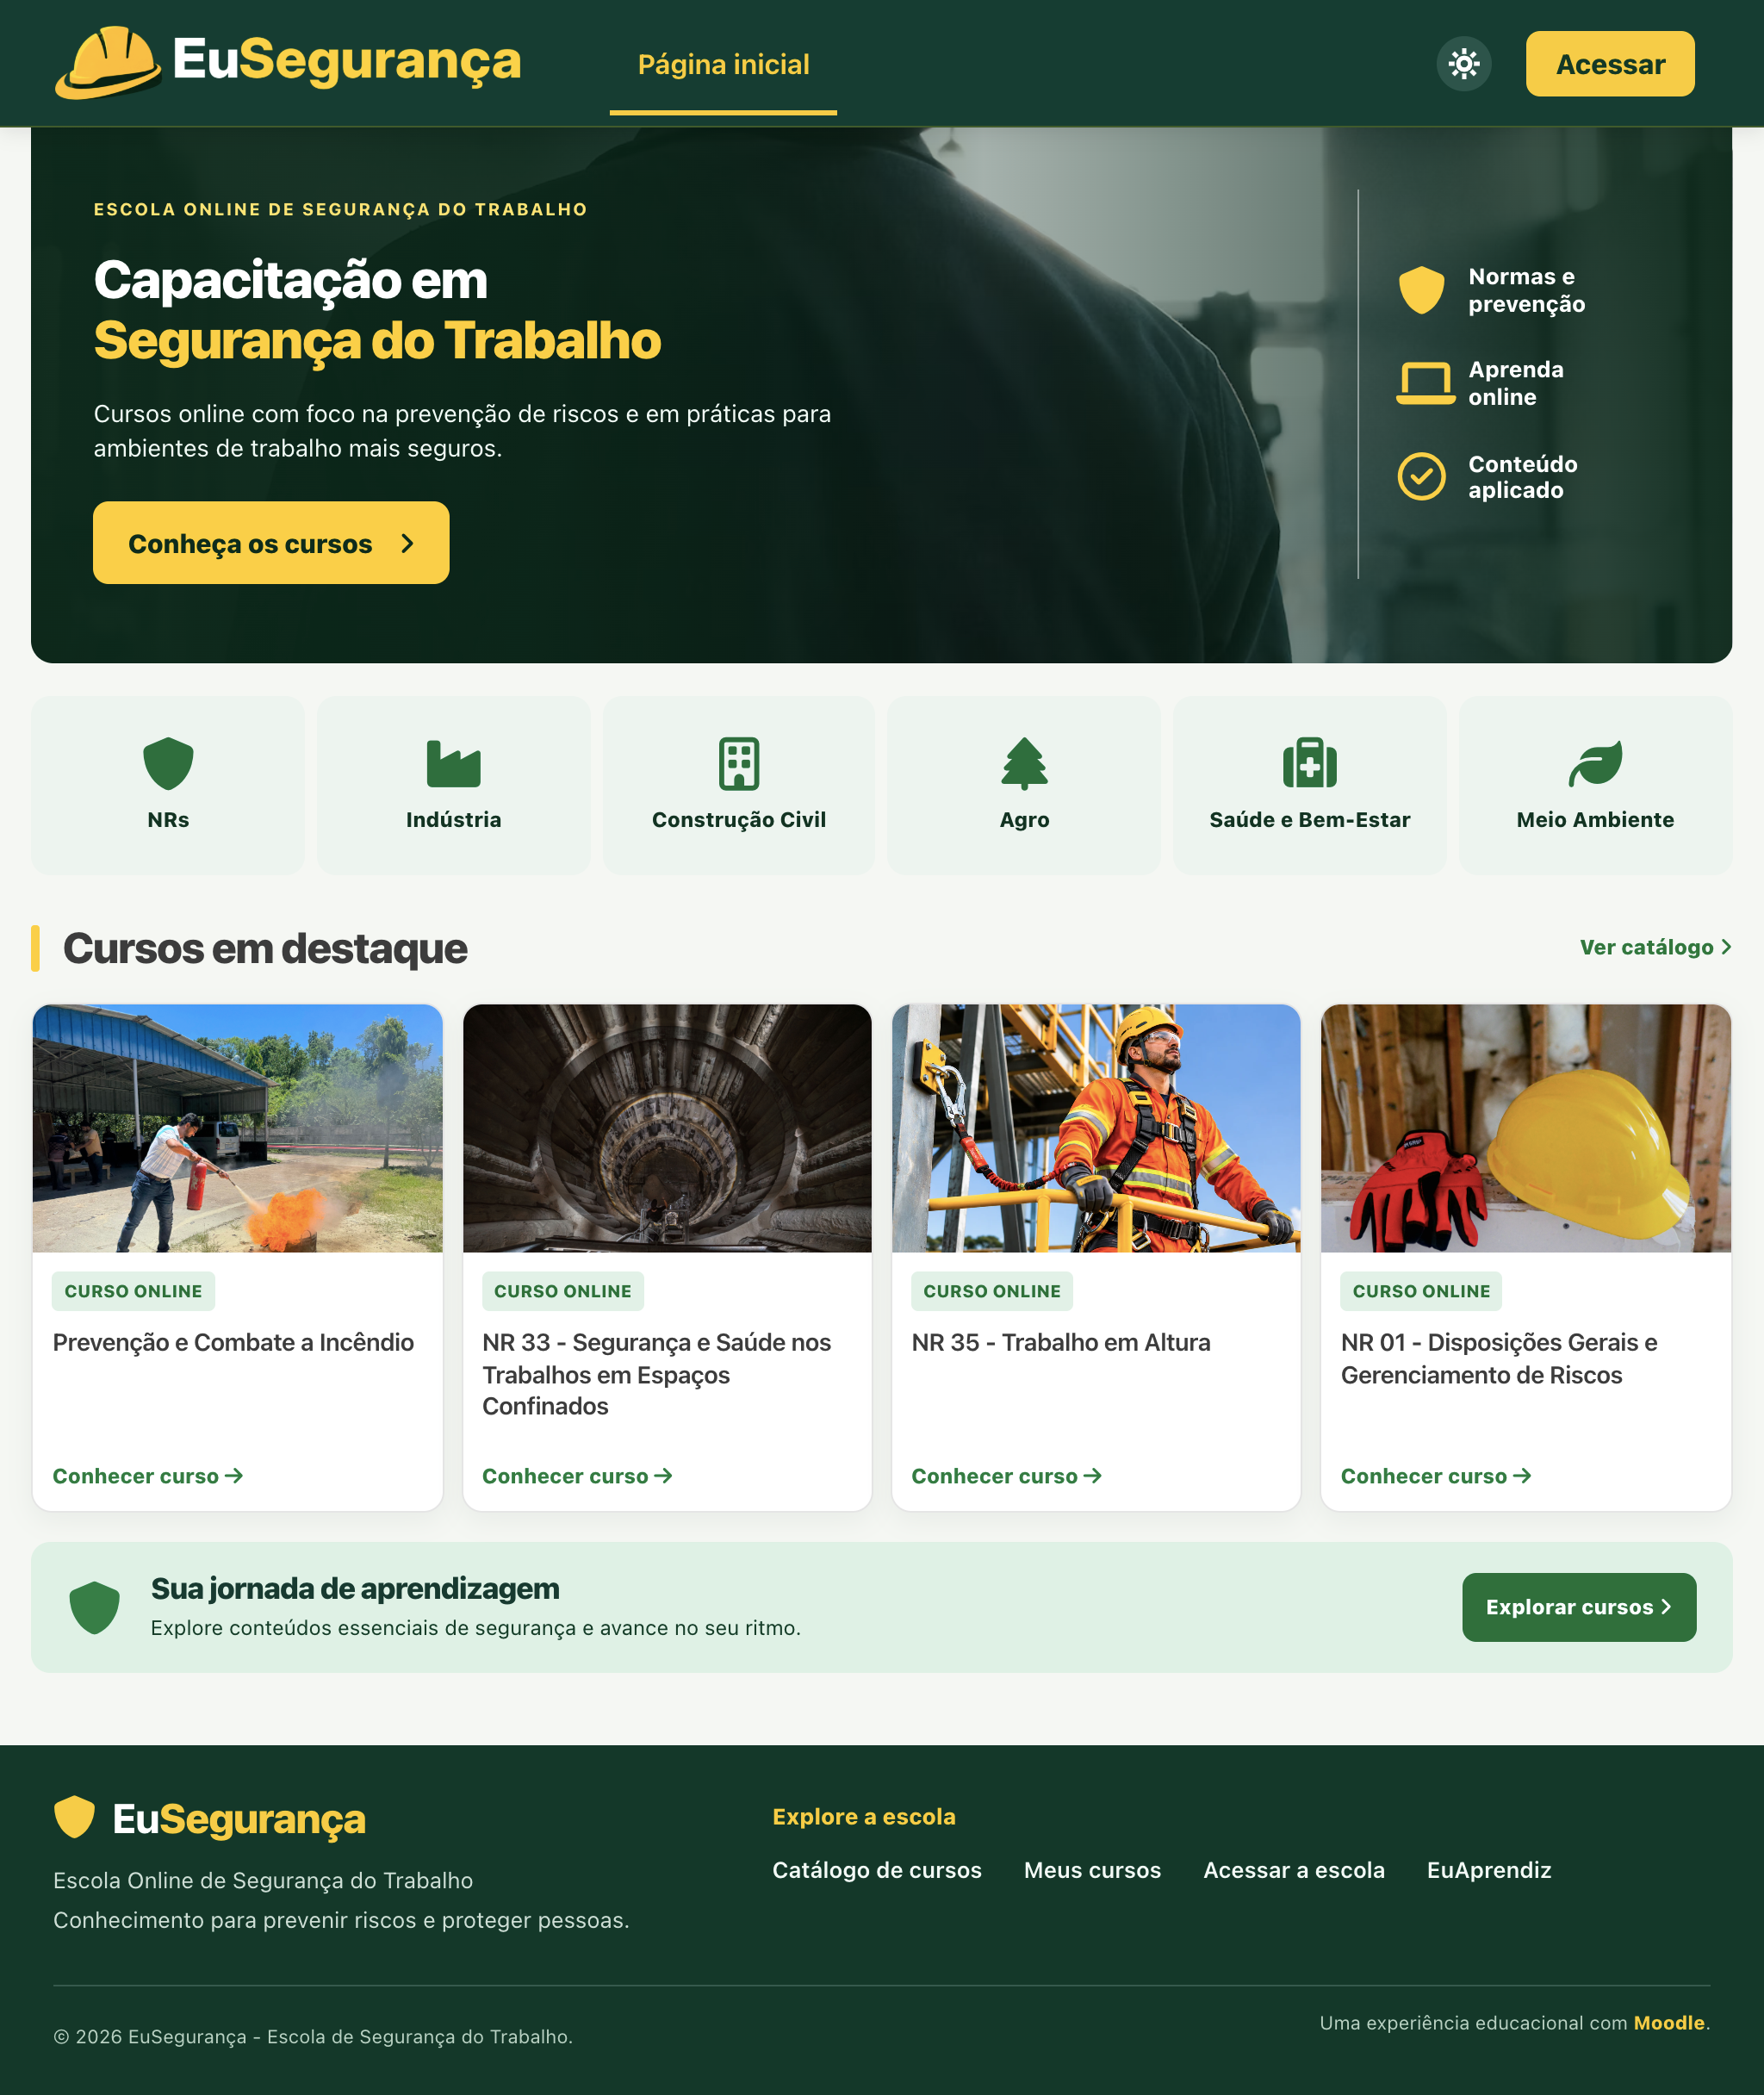 EuSegurança
Página inicial
Acessar
ESCOLA ONLINE DE SEGURANÇA DO TRABALHO
Capacitação em
Segurança do Trabalho
Cursos online com foco na prevenção de riscos e em práticas para
ambientes de trabalho mais seguros.
Conheça os cursos
Normas e
prevenção
Aprenda
online
Conteúdo
aplicado
NRs
Indústria
Construção Civil
Agro
Saúde e Bem-Estar
Meio Ambiente
Cursos em destaque
Ver catálogo
CURSO ONLINE
Prevenção e Combate a Incêndio
Conhecer curso
CURSO ONLINE
NR 33 - Segurança e Saúde nos
Trabalhos em Espaços
Confinados
Conhecer curso
CURSO ONLINE
NR 35 - Trabalho em Altura
Conhecer curso
CURSO ONLINE
NR 01 - Disposições Gerais e
Gerenciamento de Riscos
Conhecer curso
Sua jornada de aprendizagem
Explore conteúdos essenciais de segurança e avance no seu ritmo.
Explorar cursos
EuSegurança
Escola Online de Segurança do Trabalho
Conhecimento para prevenir riscos e proteger pessoas.
Explore a escola
Catálogo de cursos
Meus cursos
Acessar a escola
EuAprendiz
© 2026 EuSegurança - Escola de Segurança do Trabalho.
Uma experiência educacional com Moodle.